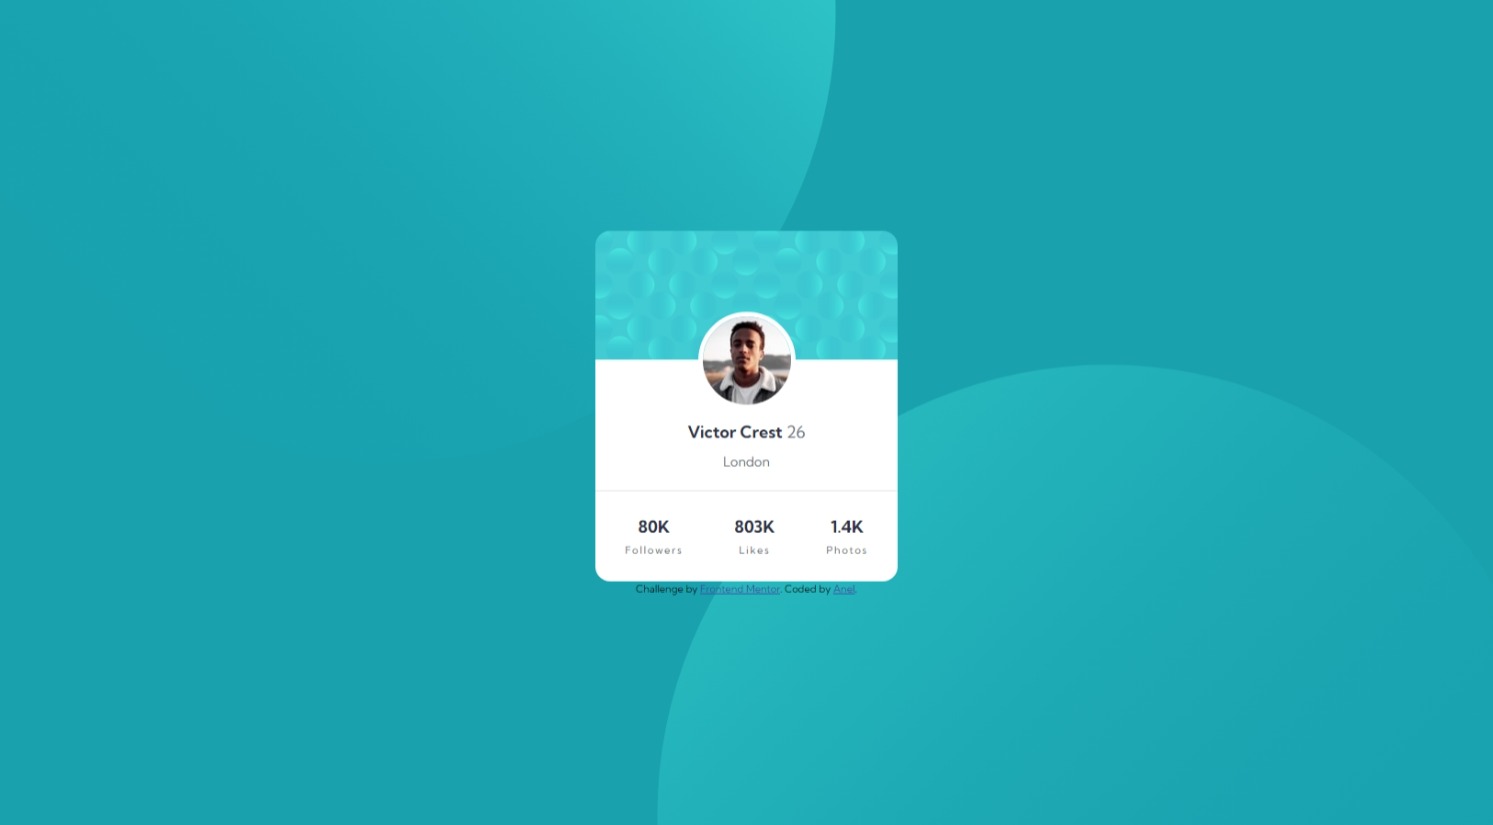 Victor Crest 26
London
80K 803K 1.4K
Followers Likes Photos
Challenge by Frontend Mentor. Coded by Anel.